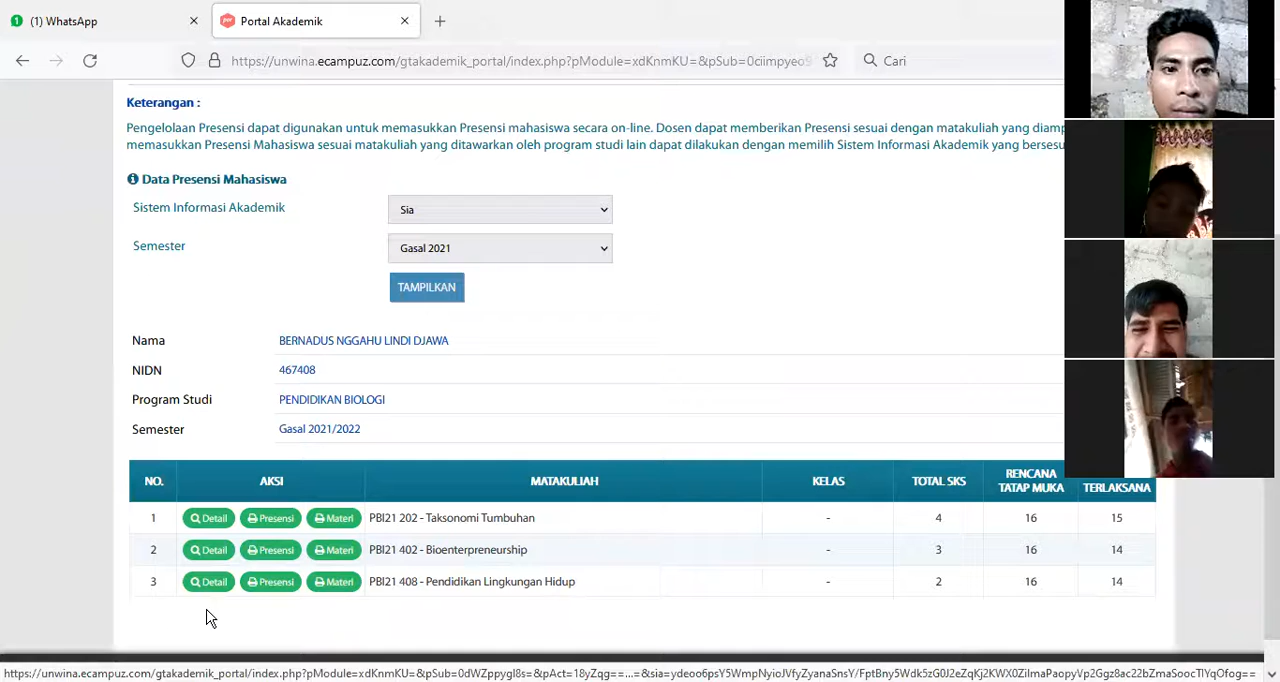 1 (1) WhatsApp
Portal Akademik
https://unwina.ecampuz.com/gtakademik_portal/index.php?pModule=xdKnmKU=&pSub=0ciimpyeo9
Cari
Keterangan :
Pengelolaan Presensi dapat digunakan untuk memasukkan Presensi mahasiswa secara on-line. Dosen dapat memberikan Presensi sesuai dengan matakuliah yang diamp
memasukkan Presensi Mahasiswa sesuai matakuliah yang ditawarkan oleh program studi lain dapat dilakukan dengan memilih Sistem Informasi Akademik yang bersesu
Data Presensi Mahasiswa
Sistem Informasi Akademik Sia
Semester Gasal 2021
TAMPILKAN
Nama BERNADUS NGGAHU LINDI DJAWA
NIDN 467408
Program Studi PENDIDIKAN BIOLOGI
Semester Gasal 2021/2022
NO. AKSI MATAKULIAH KELAS TOTAL SKS RENCANA TATAP MUKA TERLAKSANA
1 Detail Presensi Materi PBI21 202 - Taksonomi Tumbuhan - 4 16 15
2 Detail Presensi Materi PBI21 402 - Bioenterpreneurship - 3 16 14
3 Detail Presensi Materi PBI21 408 - Pendidikan Lingkungan Hidup - 2 16 14